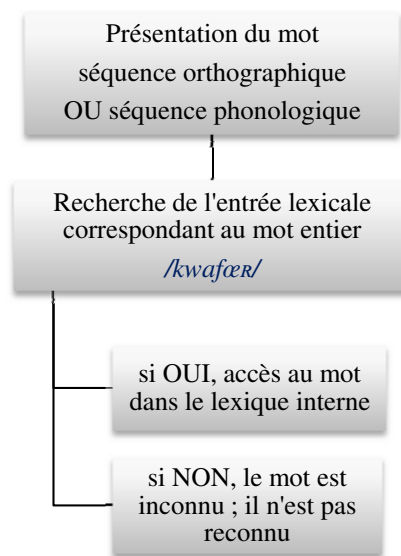 Présentation du mot
séquence orthographique
OU séquence phonologique
Recherche de l'entrée lexicale
correspondant au mot entier
/kwafœʀ/
si OUI, accès au mot
dans le lexique interne
si NON, le mot est
inconnu ; il n'est pas
reconnu